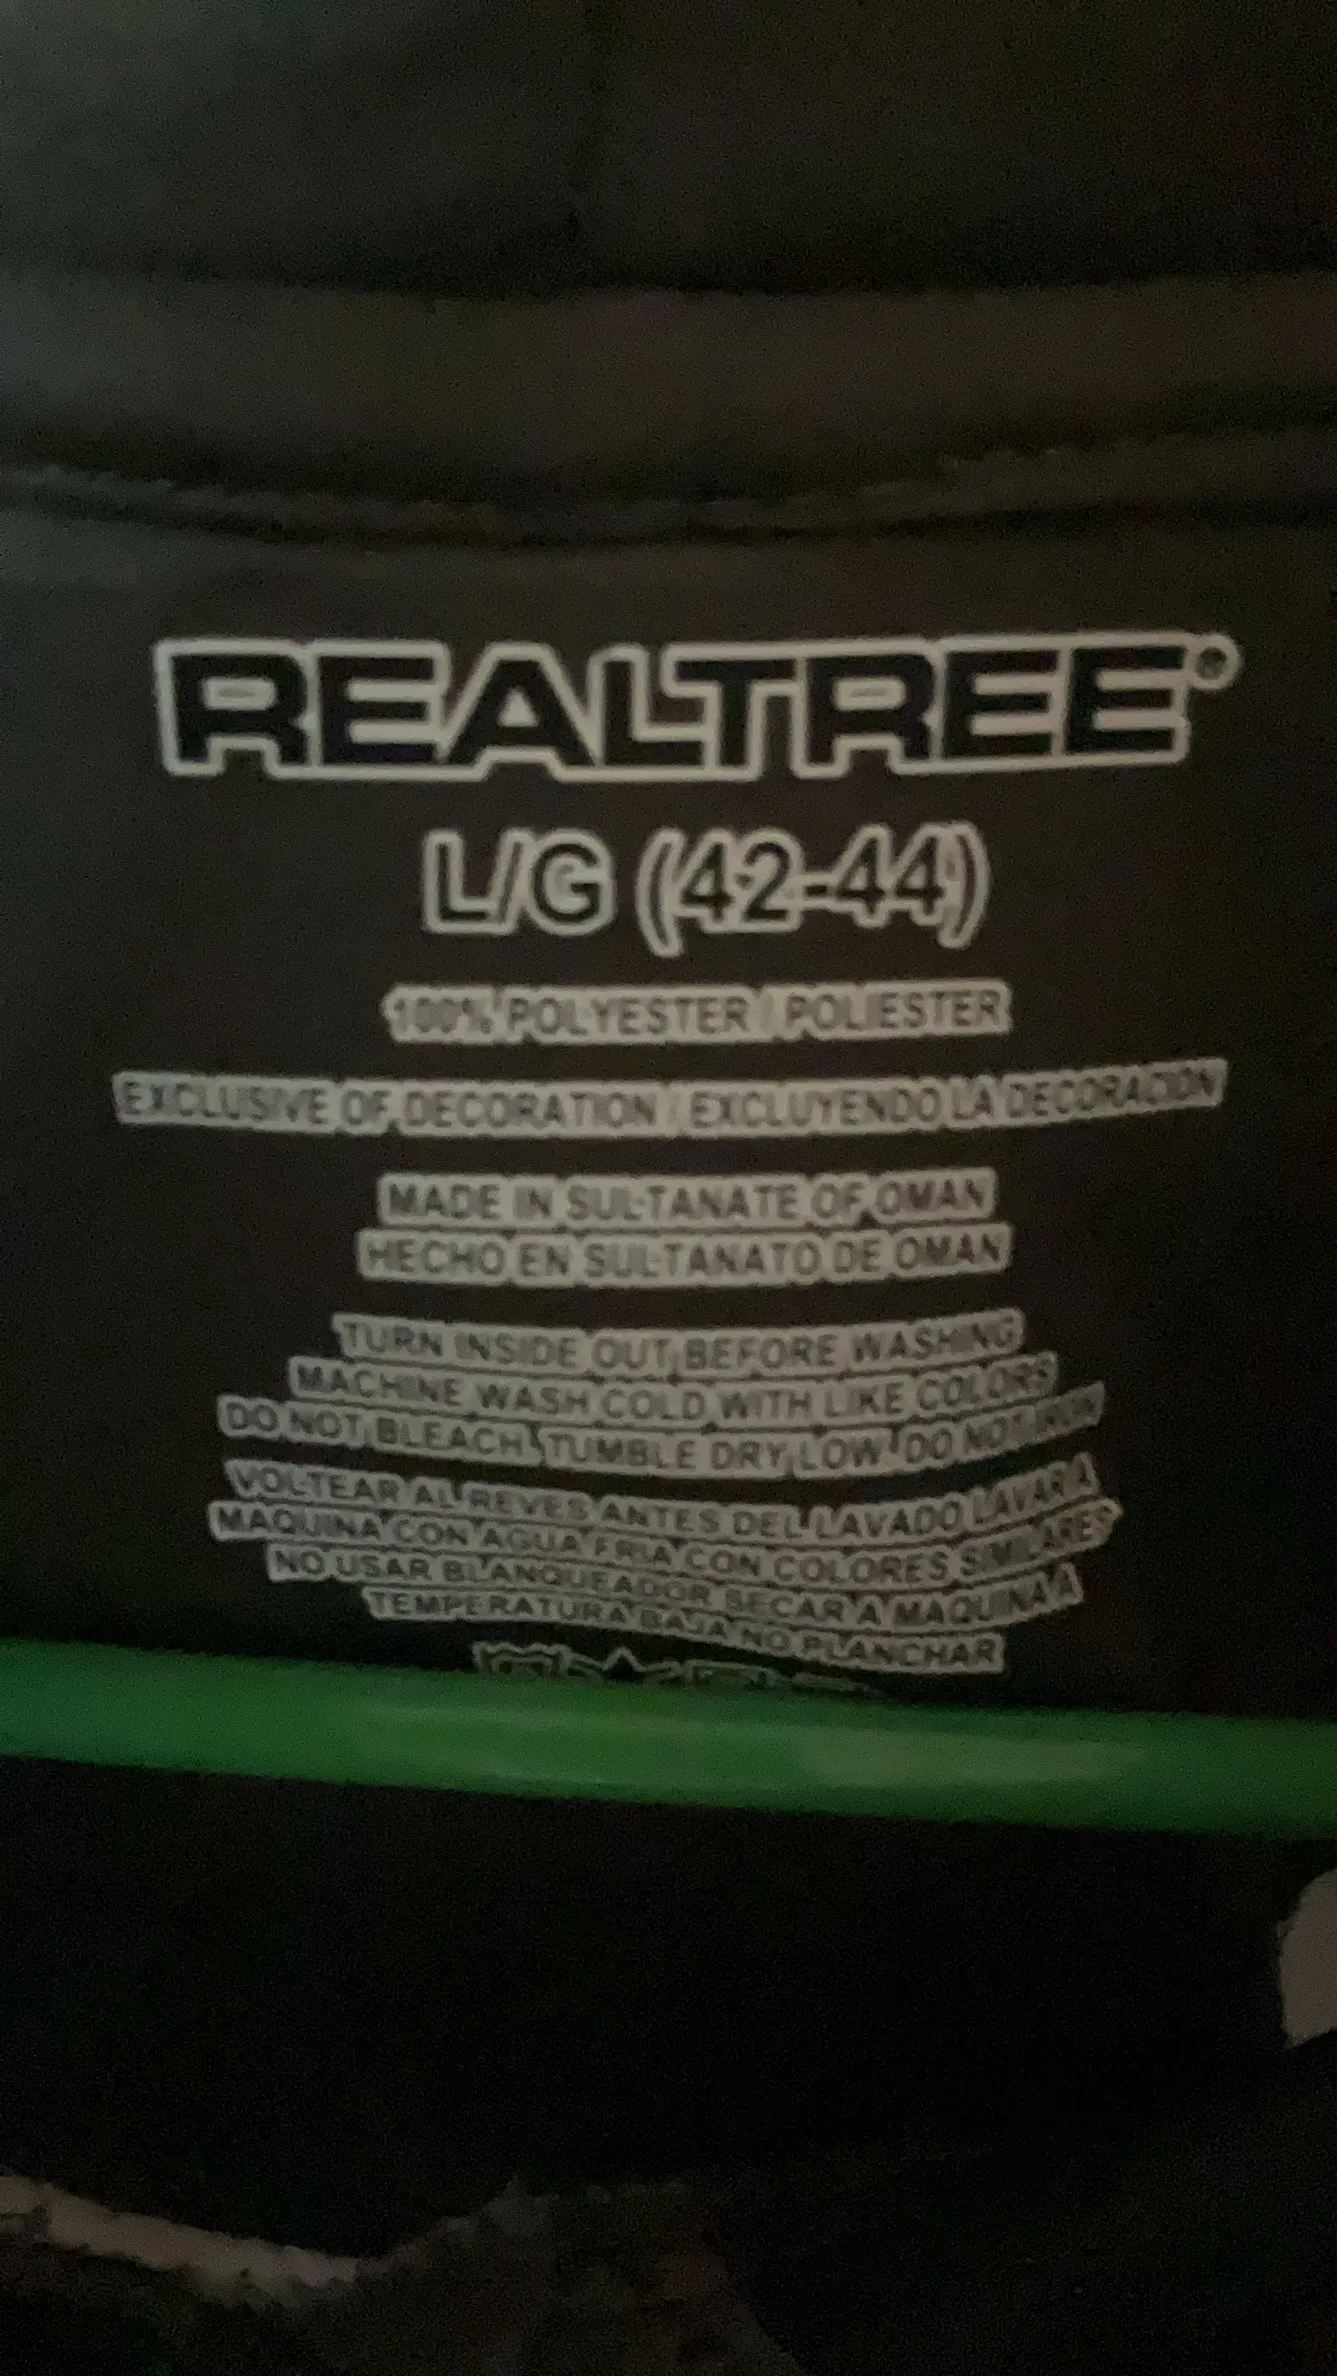 REALTREE®
L/G (42-44)
100% POLYESTER / POLIESTER
EXCLUSIVE OF DECORATION / EXCLUYENDO LA DECORACION
MADE IN SULTANATE OF OMAN
HECHO EN SULTANATO DE OMAN
TURN INSIDE OUT, BEFORE WASHING
MACHINE WASH COLD WITH LIKE COLORS
DO NOT BLEACH, TUMBLE DRY LOW, DO NOT IRON
VOLTEAR AL REVES ANTES DEL LAVADO LAVAR A
MAQUINA CON AGUA FRIA CON COLORES SIMILARES
NO USAR BLANQUEADOR SECAR A MAQUINA A
TEMPERATURA BAJA NO PLANCHAR